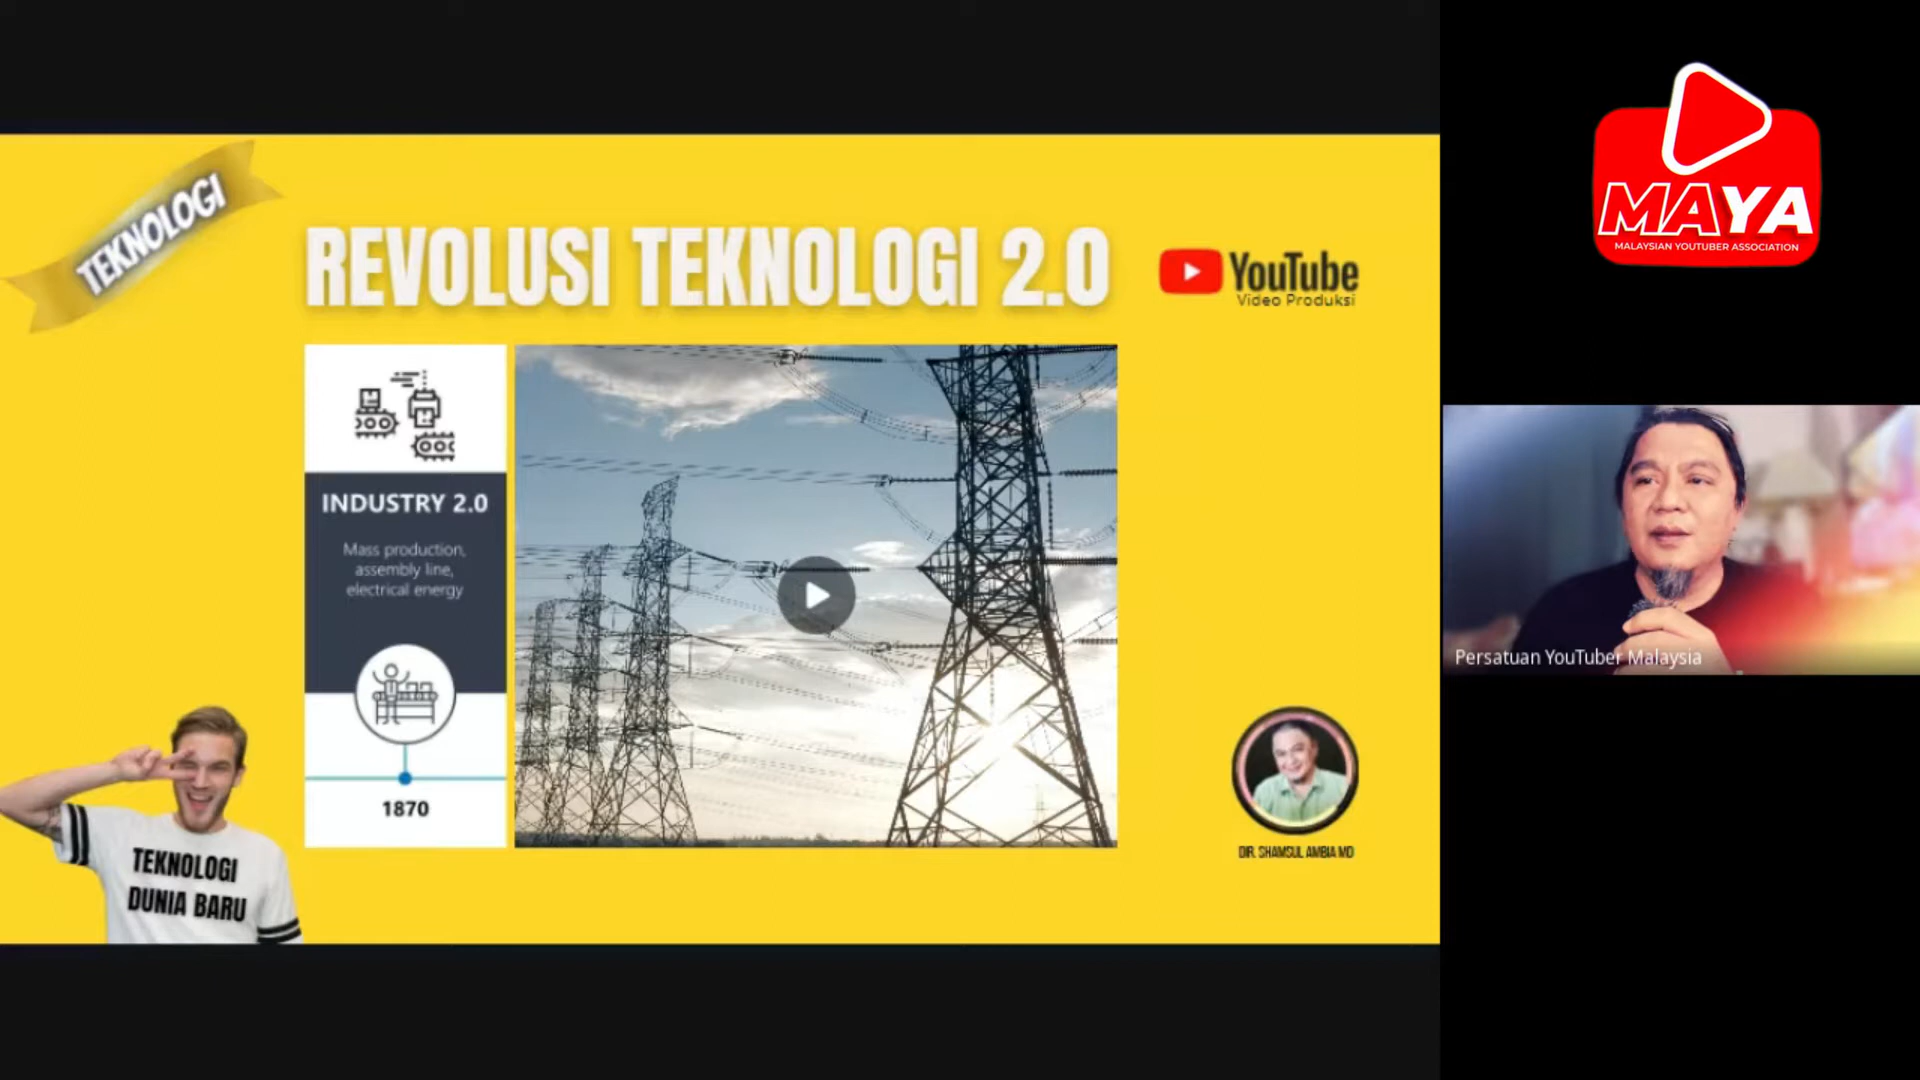 TEKNOLOGI
REVOLUSI TEKNOLOGI 2.0
YouTube
Video Produksi
INDUSTRY 2.0
Mass production,
assembly line,
electrical energy
1870
TEKNOLOGI
DUNIA BARU
DIR. SHAMSUL AMBIA MD
MAYA
MALAYSIAN YOUTUBER ASSOCIATION
Persatuan YouTuber Malaysia